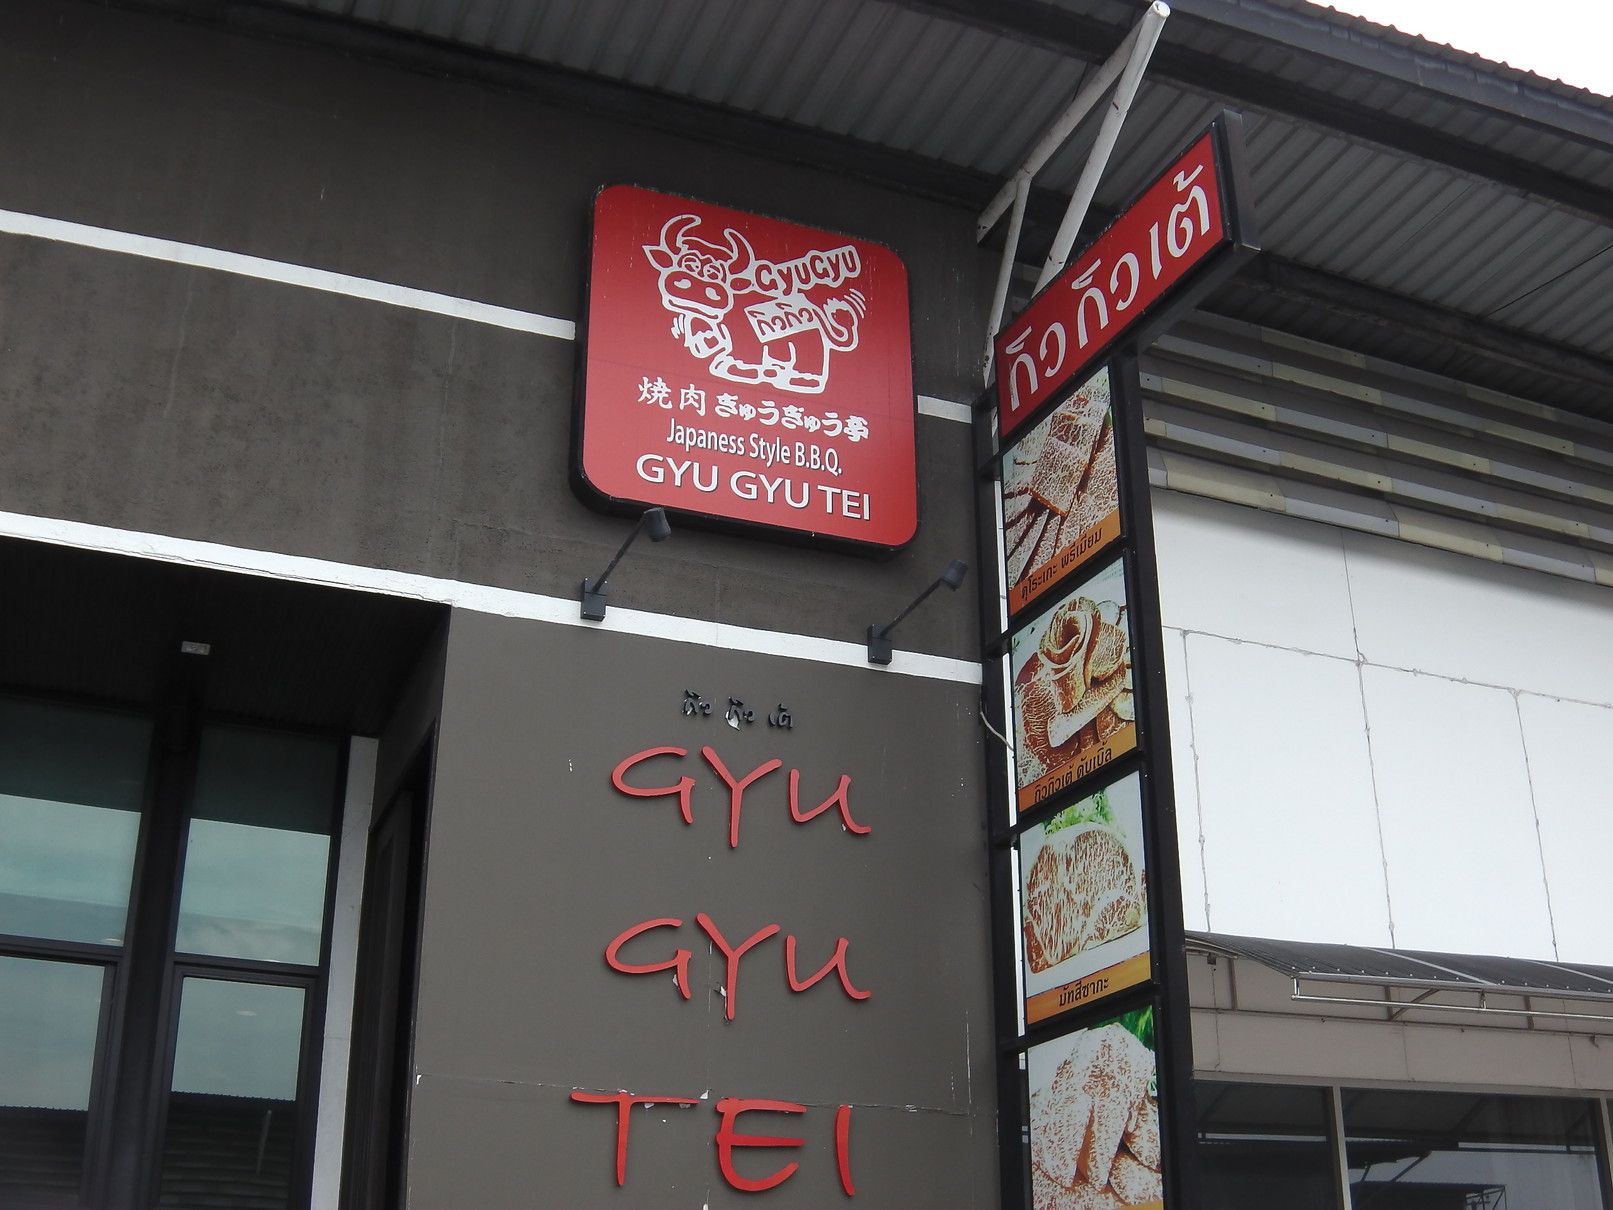 GyuGyu
กิวกิว
焼肉 ぎゅうぎゅう亭
Japaness Style B.B.Q.
GYU GYU TEI
กิว กิว เต้
GYU
GYU
TEI
กิวกิวเต้
คุโระเกะ พรีเมียม
กิวกิวเต้ คัมเบิ้ล
มัทสึซากะ